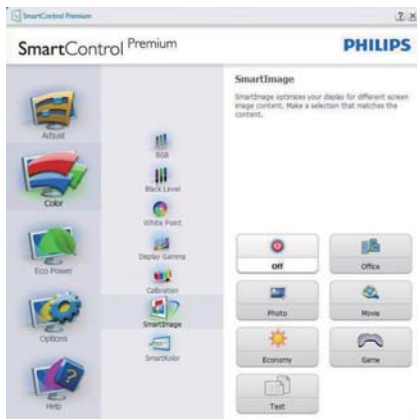 SmartControl Premium
SmartControl Premium
PHILIPS
Adjust
Color
Eco Power
Options
Help
RGB
Black Level
White Point
Display Gamma
Calibration
SmartImage
SmartKolor
SmartImage
SmartImage optimizes your display for different screen
image content. Make a selection that matches the
content.
Off
Office
Photo
Movie
Economy
Game
Text